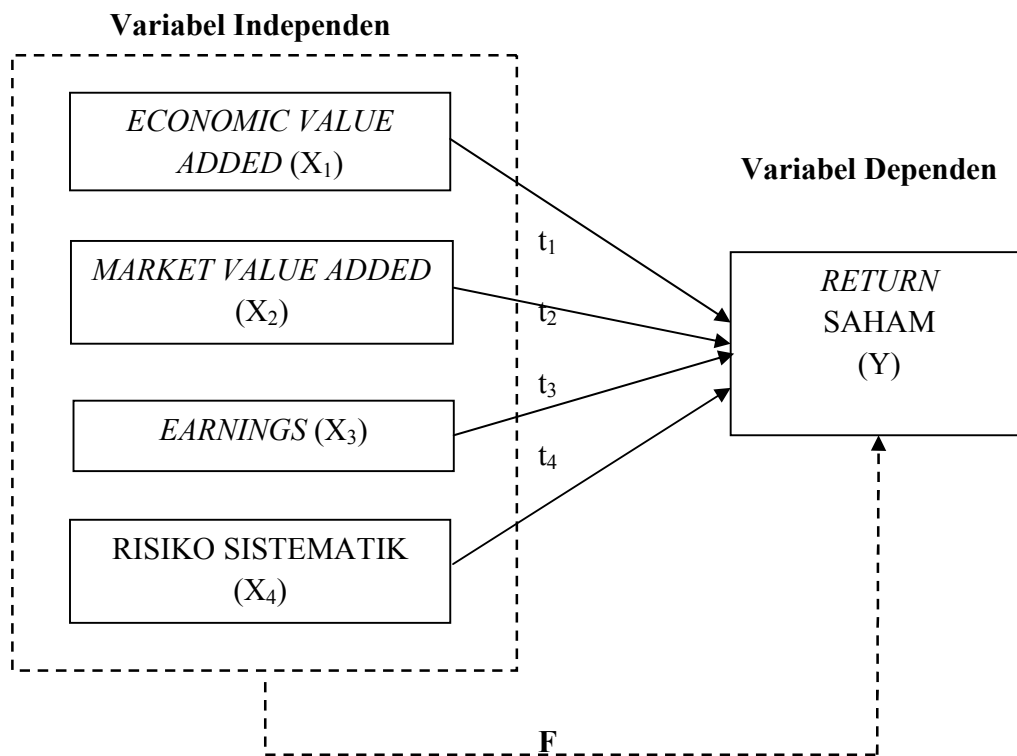 Variabel Independen
ECONOMIC VALUE
ADDED (X₁)
MARKET VALUE ADDED
(X₂)
EARNINGS (X₃)
RISIKO SISTEMATIK
(X₄)
t₁
t₂
t₃
t₄
Variabel Dependen
RETURN
SAHAM
(Y)
F